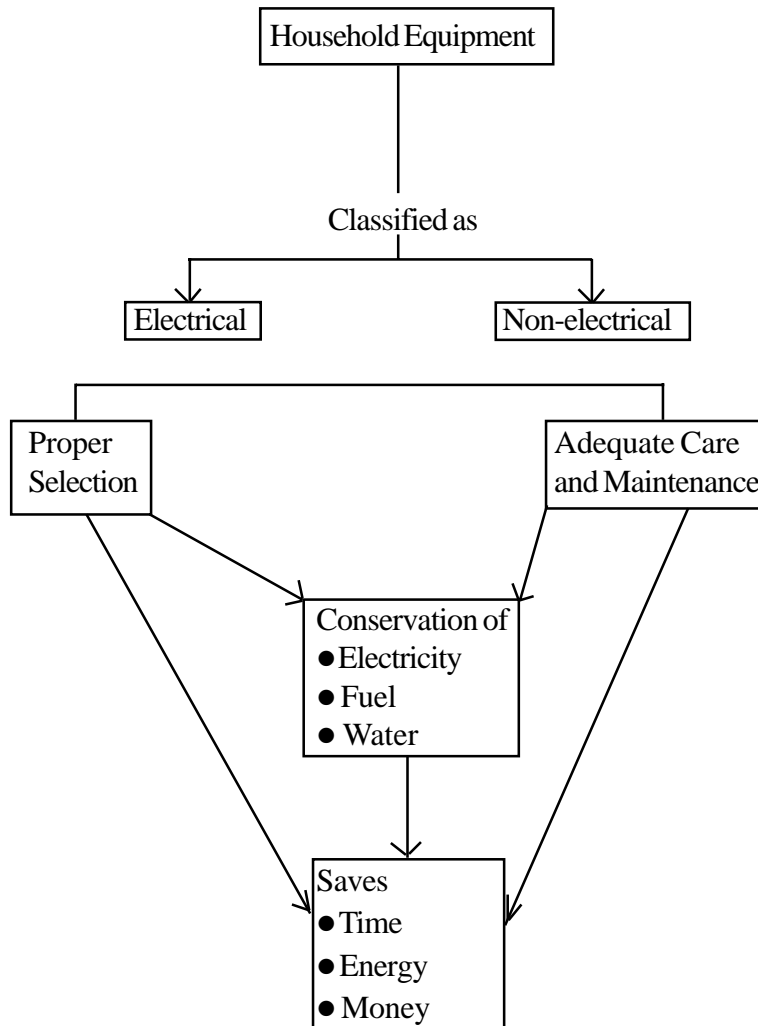 Household Equipment
Classified as
Electrical
Non-electrical
Proper
Selection
Adequate Care
and Maintenance
Conservation of
● Electricity
● Fuel
● Water
Saves
● Time
● Energy
● Money